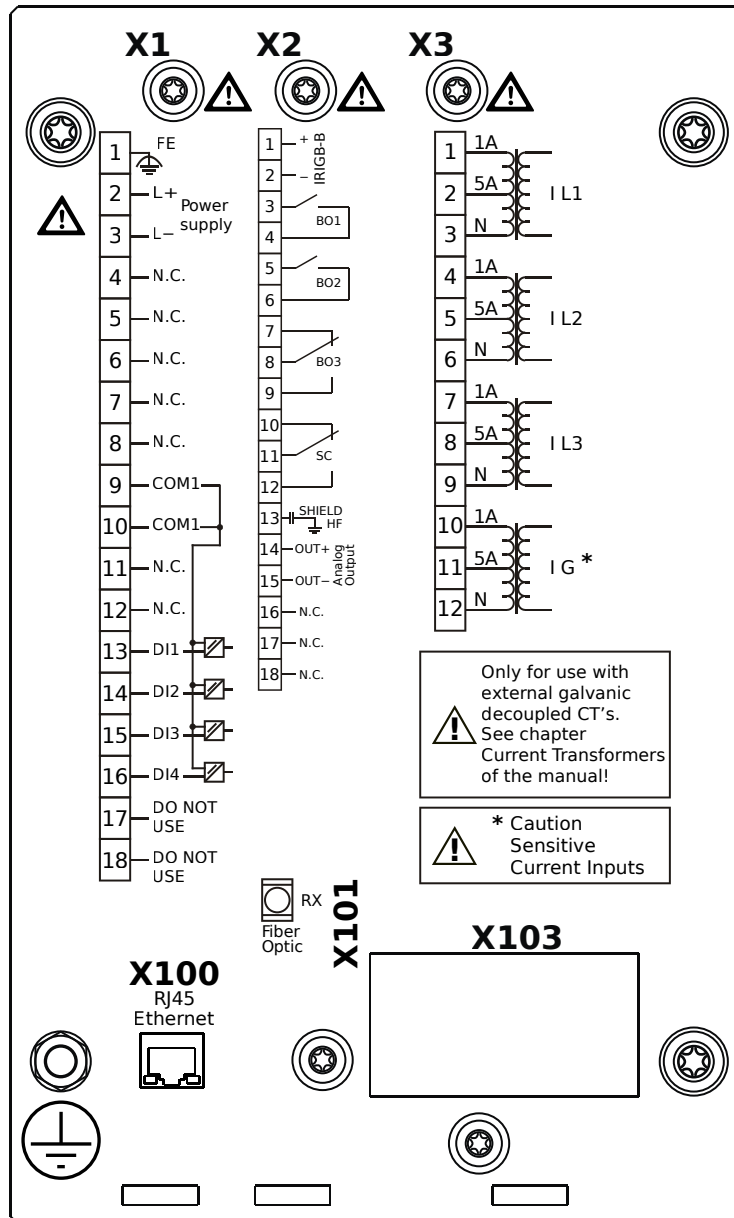 X1
X2
X3
1 FE
2 L+ Power
3 L− supply
4 N.C.
5 N.C.
6 N.C.
7 N.C.
8 N.C.
9 COM1
10 COM1
11 N.C.
12 N.C.
13 DI1
14 DI2
15 DI3
16 DI4
17 DO NOT
USE
18 DO NOT
USE
1 +
2 −
IRIGB-B
3
BO1
4
5
BO2
6
7
8 BO3
9
10
11 SC
12
13 SHIELD
HF
14 OUT+
15 OUT−
Analog
Output
16 N.C.
17 N.C.
18 N.C.
1 1A
2 5A I L1
3 N
4 1A
5 5A I L2
6 N
7 1A
8 5A I L3
9 N
10 1A
11 5A I G *
12 N
Only for use with
external galvanic
decoupled CT's.
See chapter
Current Transformers
of the manual!
* Caution
Sensitive
Current Inputs
RX
Fiber
Optic
X101
X103
X100
RJ45
Ethernet